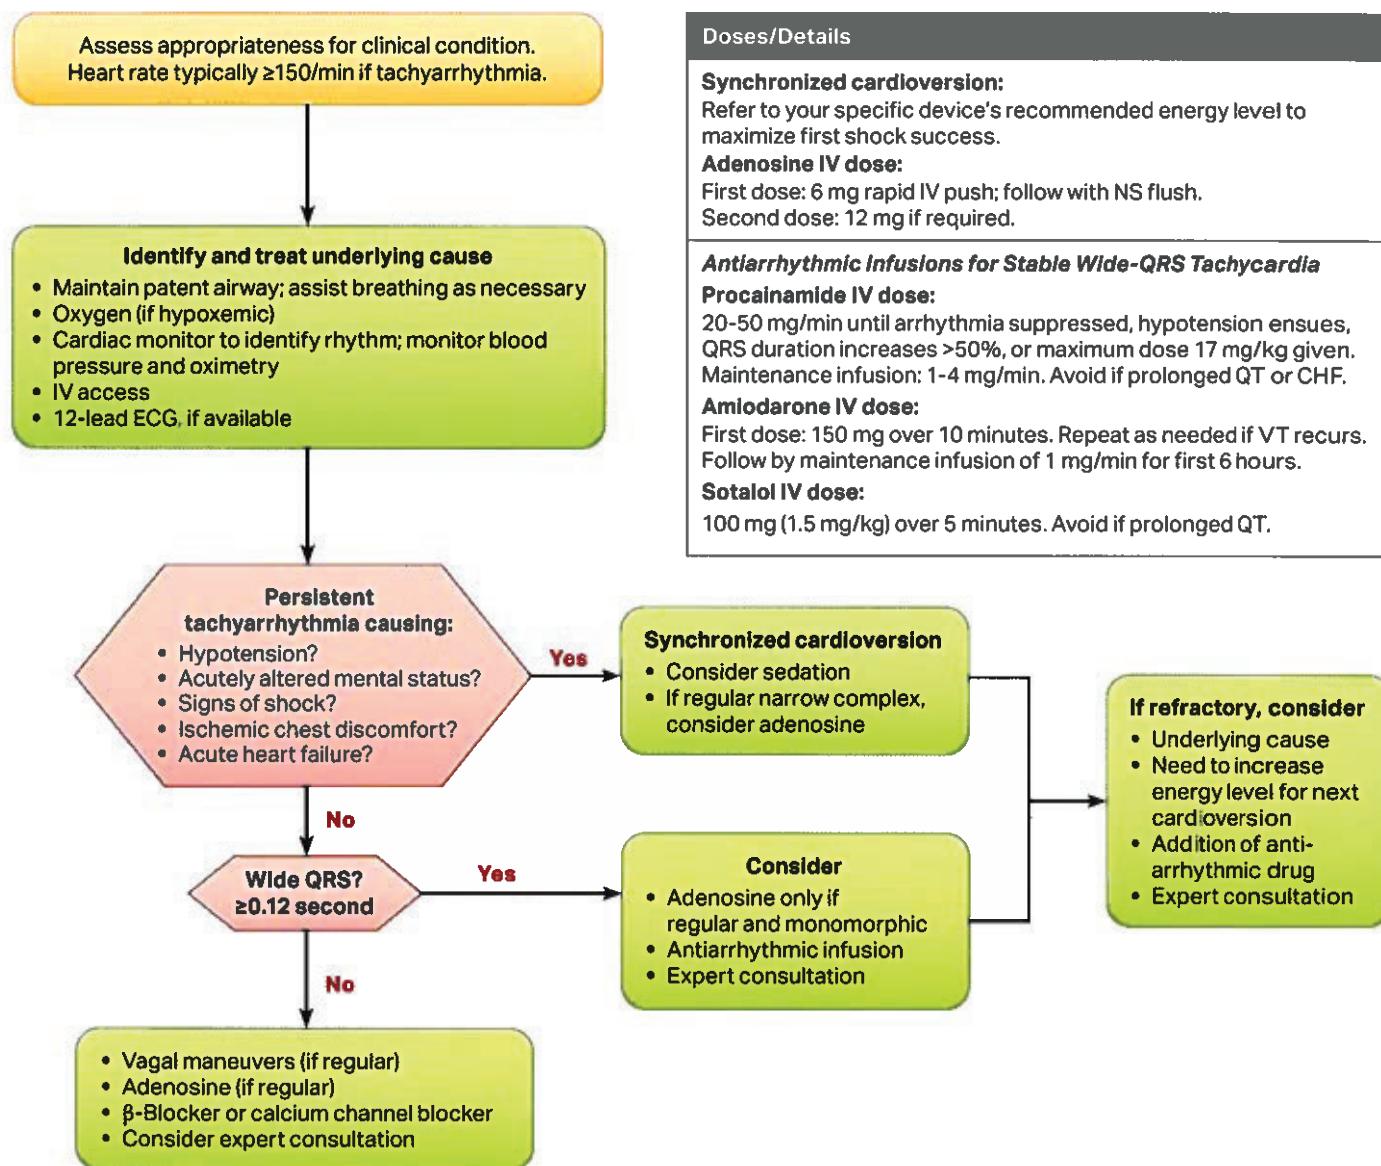 Assess appropriateness for clinical condition.
Heart rate typically ≥150/min if tachyarrhythmia.
Identify and treat underlying cause
• Maintain patent airway; assist breathing as necessary
• Oxygen (if hypoxemic)
• Cardiac monitor to identify rhythm; monitor blood
pressure and oximetry
• IV access
• 12-lead ECG, if available
Persistent
tachyarrhythmia causing:
• Hypotension?
• Acutely altered mental status?
• Signs of shock?
• Ischemic chest discomfort?
• Acute heart failure?
Yes
Synchronized cardioversion
• Consider sedation
• If regular narrow complex,
consider adenosine
If refractory, consider
• Underlying cause
• Need to increase
energy level for next
cardioversion
• Addition of anti-
arrhythmic drug
• Expert consultation
No
Wide QRS?
≥0.12 second
Yes
Consider
• Adenosine only if
regular and monomorphic
• Antiarrhythmic infusion
• Expert consultation
No
• Vagal maneuvers (if regular)
• Adenosine (if regular)
• β-Blocker or calcium channel blocker
• Consider expert consultation
Doses/Details
Synchronized cardioversion:
Refer to your specific device's recommended energy level to
maximize first shock success.
Adenosine IV dose:
First dose: 6 mg rapid IV push; follow with NS flush.
Second dose: 12 mg if required.
Antiarrhythmic Infusions for Stable Wide-QRS Tachycardia
Procainamide IV dose:
20-50 mg/min until arrhythmia suppressed, hypotension ensues,
QRS duration increases >50%, or maximum dose 17 mg/kg given.
Maintenance infusion: 1-4 mg/min. Avoid if prolonged QT or CHF.
Amiodarone IV dose:
First dose: 150 mg over 10 minutes. Repeat as needed if VT recurs.
Follow by maintenance infusion of 1 mg/min for first 6 hours.
Sotalol IV dose:
100 mg (1.5 mg/kg) over 5 minutes. Avoid if prolonged QT.